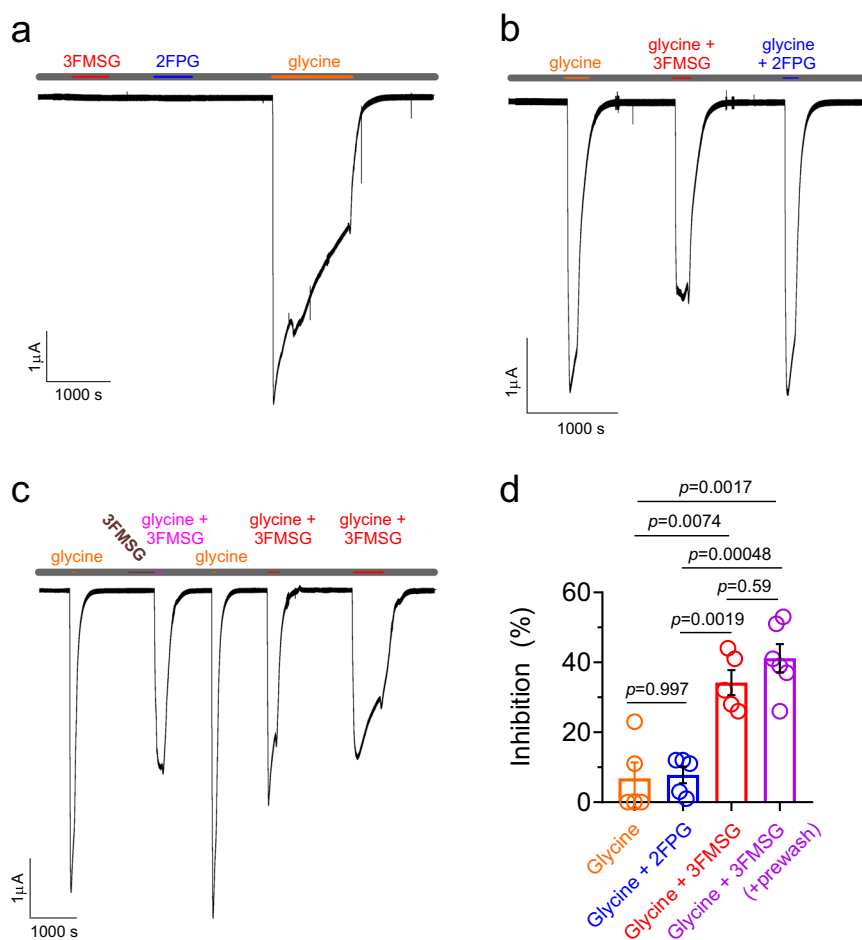 a
3FMSG 2FPG glycine
1µA
1000 s
b
glycine
glycine +
3FMSG
glycine
+ 2FPG
1µA
1000 s
c
glycine
3FMSG
glycine +
3FMSG
glycine
glycine +
3FMSG
glycine +
3FMSG
1µA
1000 s
d
p=0.0017
p=0.0074
p=0.00048
p=0.59
p=0.0019
p=0.997
Inhibition (%)
60
40
20
0
Glycine
Glycine + 2FPG
Glycine + 3FMSG
Glycine + 3FMSG
(+prewash)